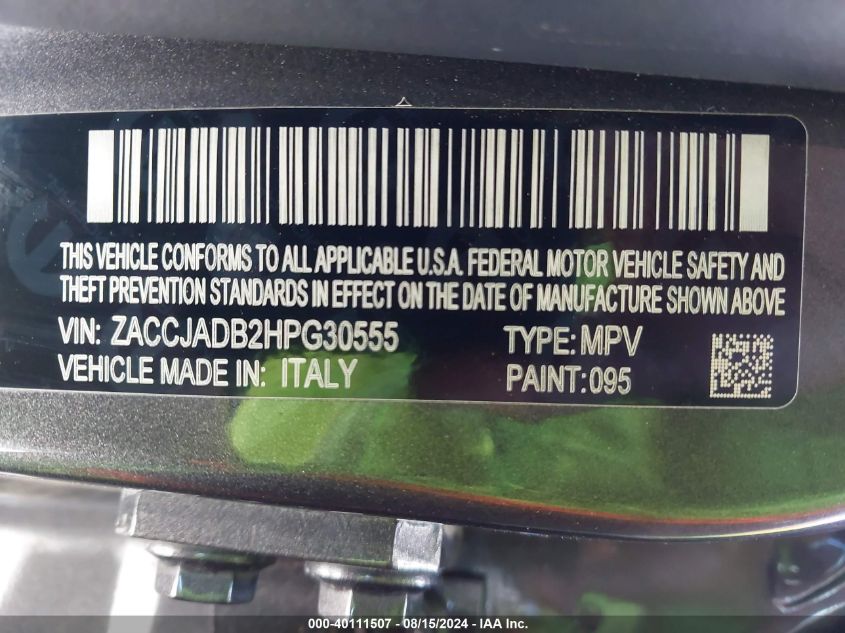 THIS VEHICLE CONFORMS TO ALL APPLICABLE U.S.A. FEDERAL MOTOR VEHICLE SAFETY AND
THEFT PREVENTION STANDARDS IN EFFECT ON THE DATE OF MANUFACTURE SHOWN ABOVE
VIN: ZACCJADB2HPG30555 TYPE: MPV
VEHICLE MADE IN: ITALY PAINT: 095
000-40111507 - 08/15/2024 - IAA Inc.